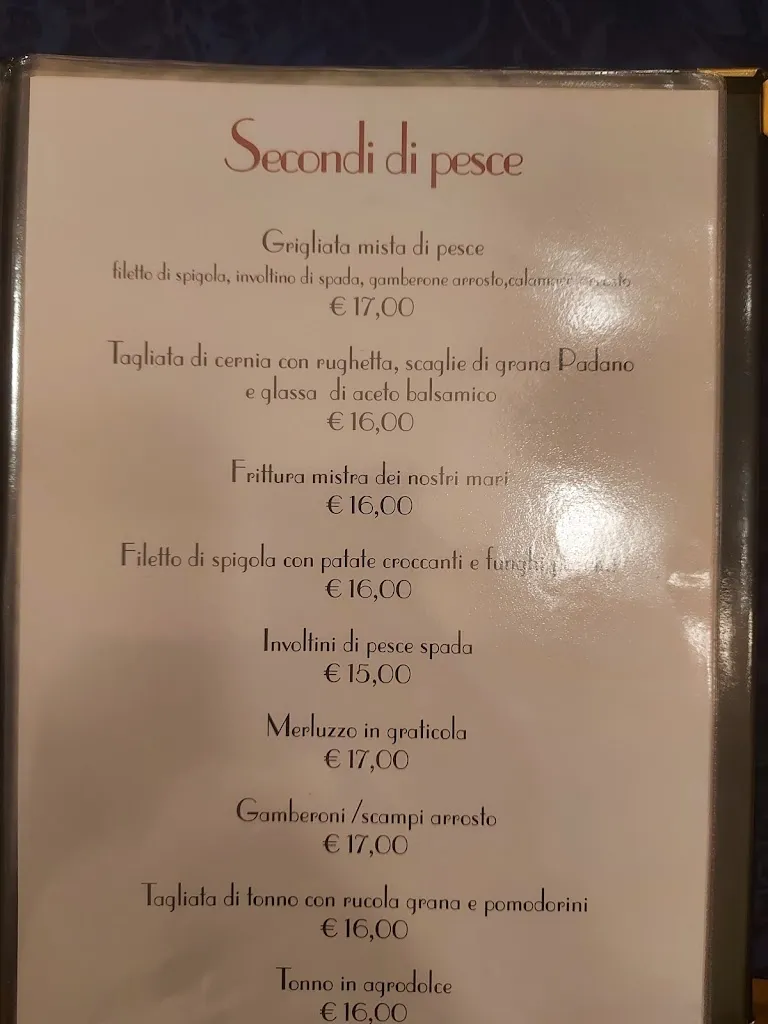 Secondi di pesce
Grigliata mista di pesce
filetto di spigola, involtino di spada, gamberone arrosto,
€ 17,00
Tagliata di cernia con rughetta, scaglie di grana Padano
e glassa di aceto balsamico
€ 16,00
Frittura mistra dei nostri mari
€ 16,00
Filetto di spigola con patate croccanti e funghi
€ 16,00
Involtini di pesce spada
€ 15,00
Merluzzo in graticola
€ 17,00
Gamberoni /scampi arrosto
€ 17,00
Tagliata di tonno con rucola grana e pomodorini
€ 16,00
Tonno in agrodolce
€ 16,00